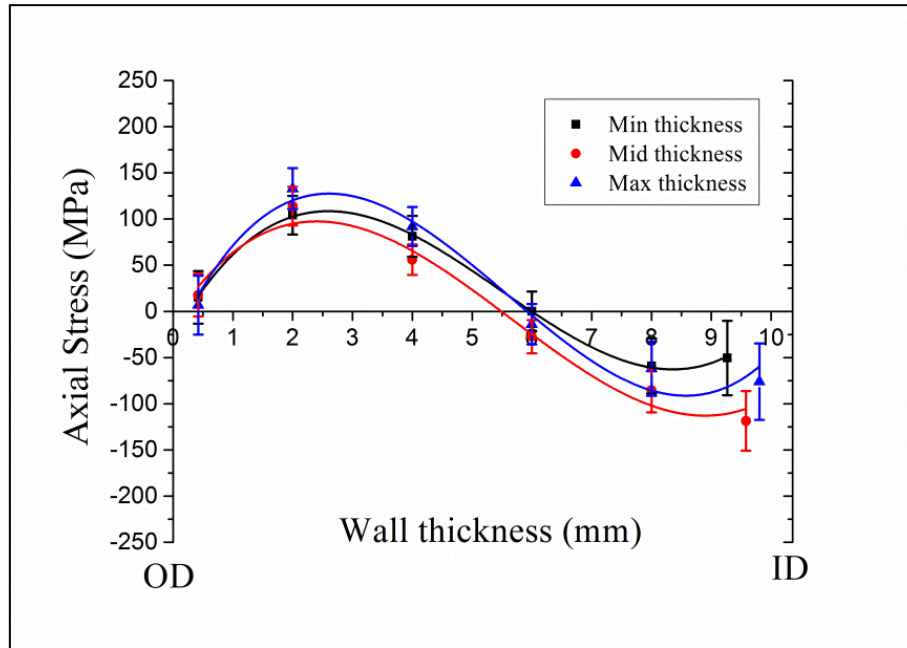 250
200
150
100
50
0
-50
-100
-150
-200
-250
0 1 2 3 4 5 6 7 8 9 10
Axial Stress (MPa)
Wall thickness (mm)
OD
ID
Min thickness
Mid thickness
Max thickness